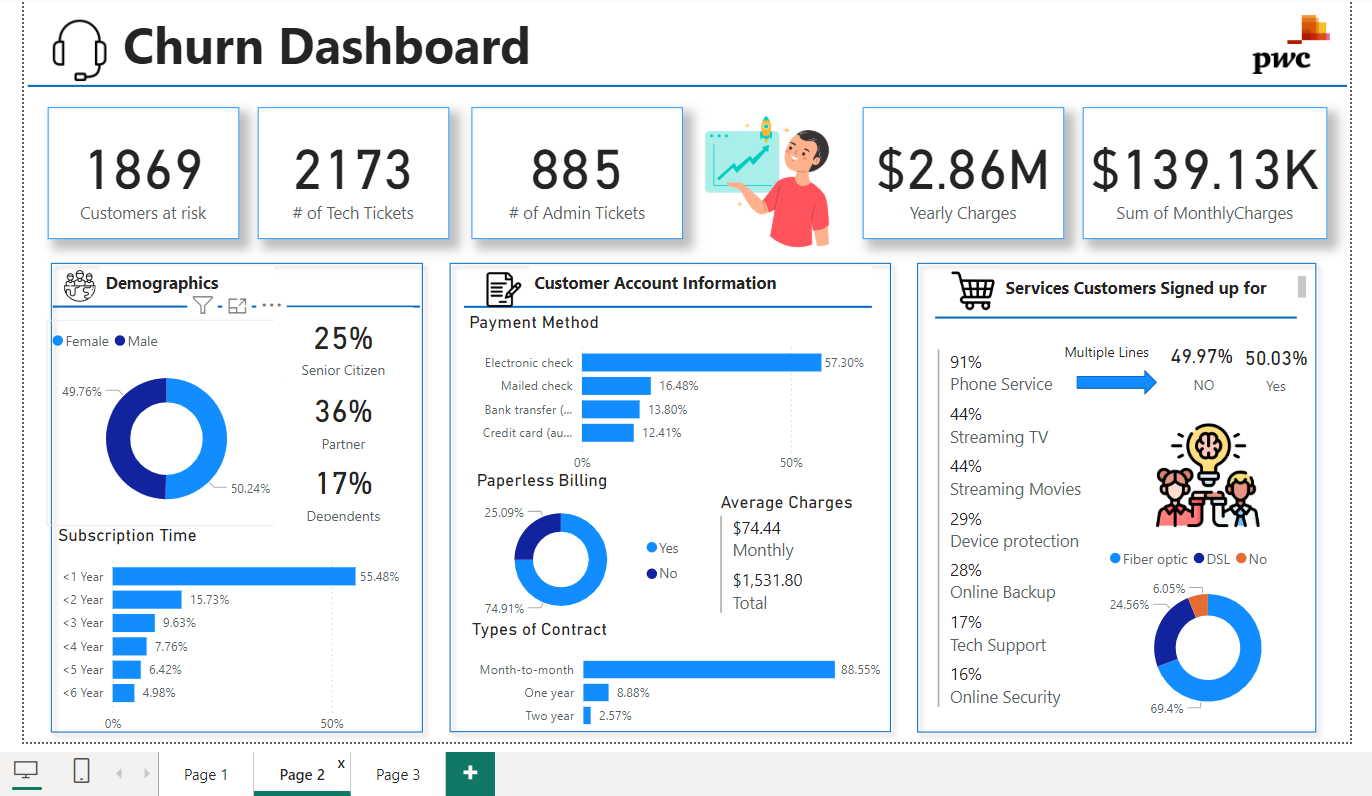 Churn Dashboard
pwc
1869
Customers at risk
2173
# of Tech Tickets
885
# of Admin Tickets
$2.86M
Yearly Charges
$139.13K
Sum of MonthlyCharges
Demographics
Female Male
49.76%
50.24%
25%
Senior Citizen
36%
Partner
17%
Dependents
Subscription Time
<1 Year 55.48%
<2 Year 15.73%
<3 Year 9.63%
<4 Year 7.76%
<5 Year 6.42%
<6 Year 4.98%
0% 50%
Customer Account Information
Payment Method
Electronic check 57.30%
Mailed check 16.48%
Bank transfer (... 13.80%
Credit card (au... 12.41%
0% 50%
Paperless Billing
25.09%
74.91%
Yes
No
Average Charges
$74.44
Monthly
$1,531.80
Total
Types of Contract
Month-to-month 88.55%
One year 8.88%
Two year 2.57%
Services Customers Signed up for
91%
Phone Service
44%
Streaming TV
44%
Streaming Movies
29%
Device protection
28%
Online Backup
17%
Tech Support
16%
Online Security
Multiple Lines
49.97%
NO
50.03%
Yes
Fiber optic DSL No
6.05%
24.56%
69.4%
Page 1
Page 2 x
Page 3
+